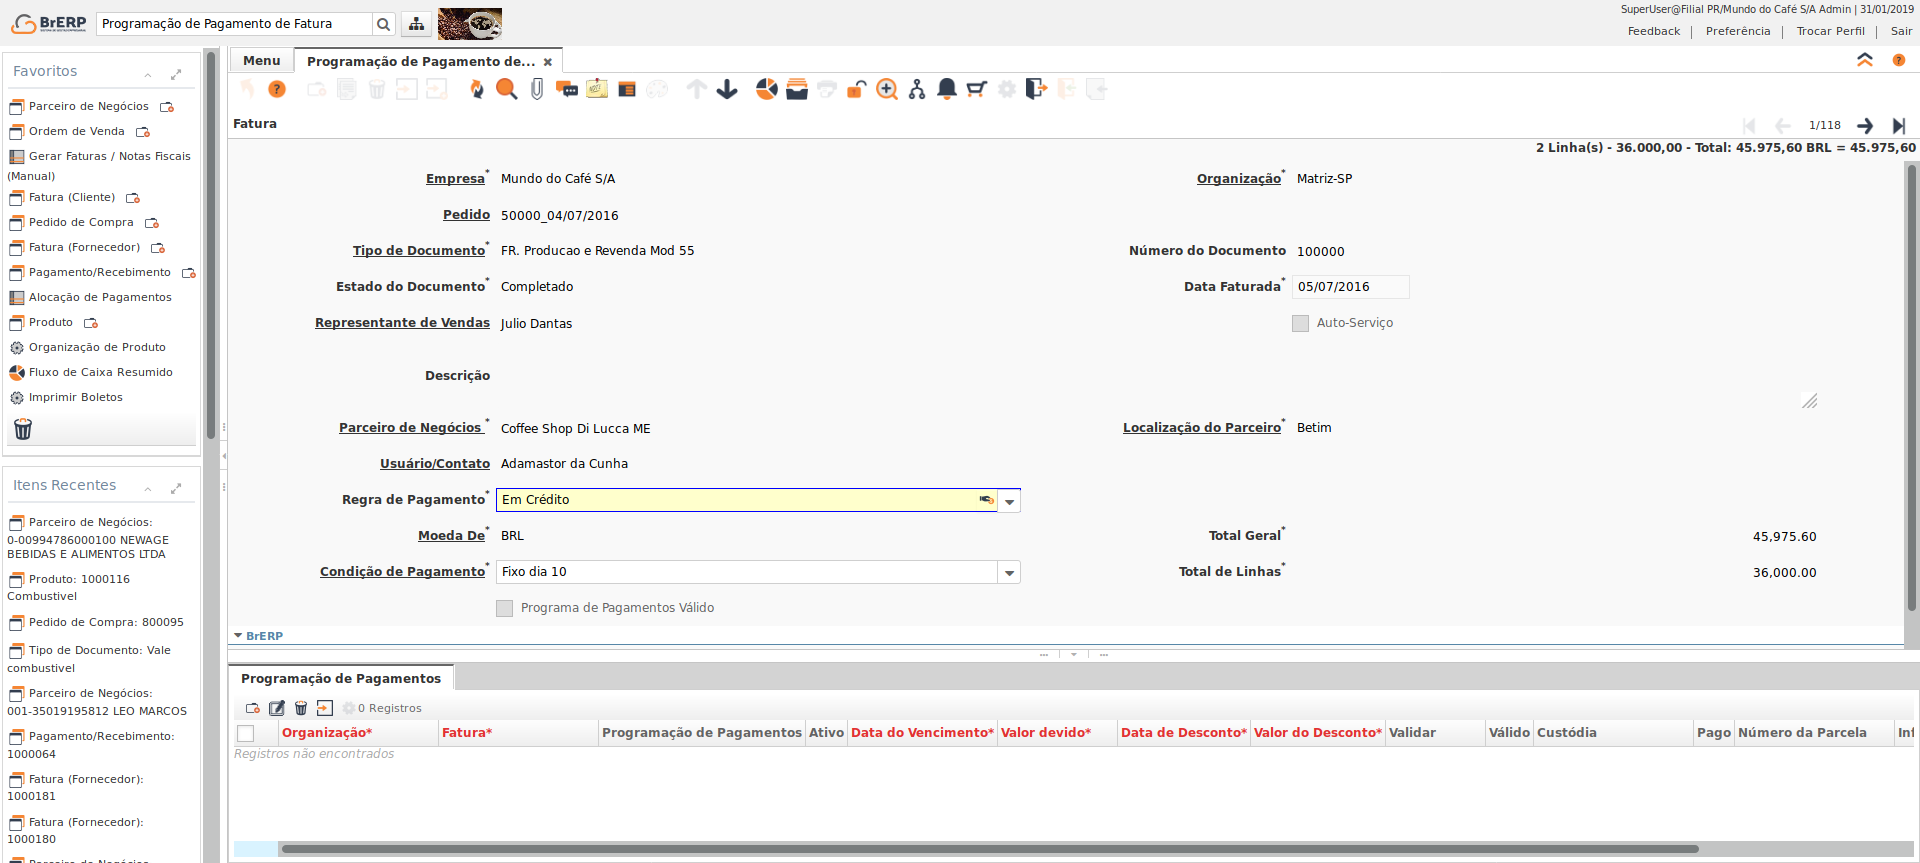 BrERP
Programação de Pagamento de Fatura
SuperUser@Filial PR/Mundo do Café S/A Admin | 31/01/2019
Feedback | Preferência | Trocar Perfil | Sair
Favoritos
Parceiro de Negócios
Ordem de Venda
Gerar Faturas / Notas Fiscais
(Manual)
Fatura (Cliente)
Pedido de Compra
Fatura (Fornecedor)
Pagamento/Recebimento
Alocação de Pagamentos
Produto
Organização de Produto
Fluxo de Caixa Resumido
Imprimir Boletos
Itens Recentes
Parceiro de Negócios:
0-00994786000100 NEWAGE
BEBIDAS E ALIMENTOS LTDA
Produto: 1000116
Combustivel
Pedido de Compra: 800095
Tipo de Documento: Vale
combustivel
Parceiro de Negócios:
001-35019195812 LEO MARCOS
Pagamento/Recebimento:
1000064
Fatura (Fornecedor):
1000181
Fatura (Fornecedor):
1000180
Menu
Programação de Pagamento de...
Fatura
1/118
2 Linha(s) - 36.000,00 - Total: 45.975,60 BRL = 45.975,60
Empresa* Mundo do Café S/A
Organização* Matriz-SP
Pedido 50000_04/07/2016
Tipo de Documento* FR. Producao e Revenda Mod 55
Número do Documento 100000
Estado do Documento* Completado
Data Faturada* 05/07/2016
Representante de Vendas Julio Dantas
Auto-Serviço
Descrição
Parceiro de Negócios * Coffee Shop Di Lucca ME
Localização do Parceiro* Betim
Usuário/Contato Adamastor da Cunha
Regra de Pagamento* Em Crédito
Moeda De* BRL
Total Geral* 45,975.60
Condição de Pagamento* Fixo dia 10
Total de Linhas* 36,000.00
Programa de Pagamentos Válido
BrERP
Programação de Pagamentos
0 Registros
Organização* Fatura* Programação de Pagamentos Ativo Data do Vencimento* Valor devido* Data de Desconto* Valor do Desconto* Validar Válido Custódia Pago Número da Parcela
Registros não encontrados